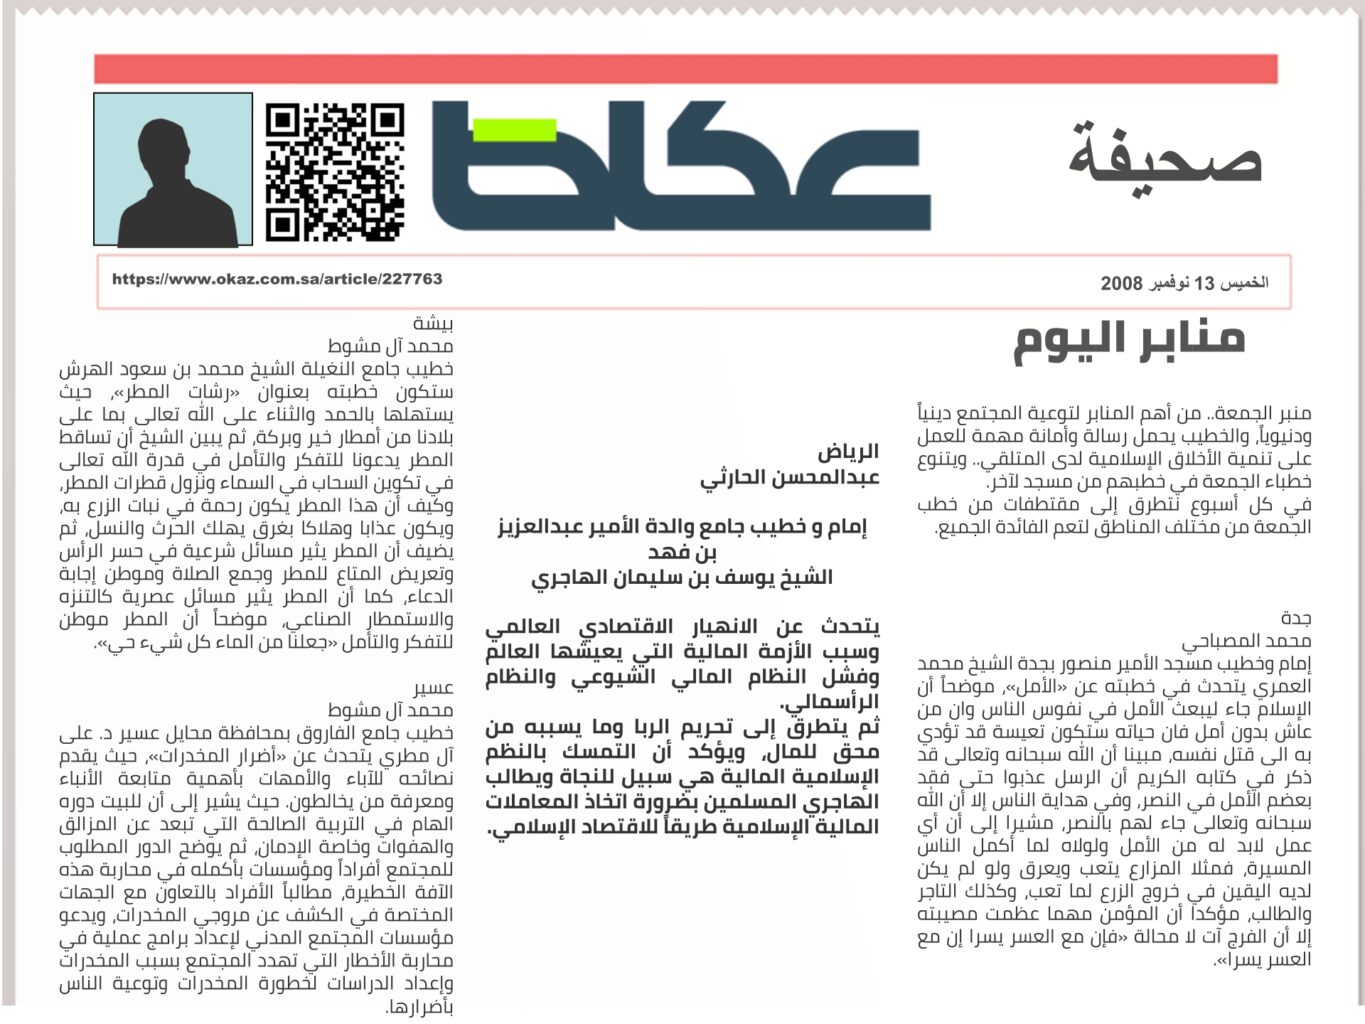 صحيفة
عكاظ
الخميس 13 نوفمبر 2008
https://www.okaz.com.sa/article/227763
منابر اليوم
منبر الجمعة.. من أهم المنابر لتوعية المجتمع دينياً
ودنيوياً، والخطيب يحمل رسالة وأمانة مهمة للعمل
على تنمية الأخلاق الإسلامية لدى المتلقي.. ويتنوع
خطباء الجمعة في خطبهم من مسجد لآخر.
في كل أسبوع نتطرق إلى مقتطفات من خطب
الجمعة من مختلف المناطق لتعم الفائدة الجميع.
جدة
محمد المصباحي
إمام وخطيب مسجد الأمير منصور بجدة الشيخ محمد
العمري يتحدث في خطبته عن «الأمل»، موضحاً أن
الإسلام جاء ليبعث الأمل في نفوس الناس وان من
عاش بدون أمل فان حياته ستكون تعيسة قد تؤدي
به الى قتل نفسه، مبينا أن الله سبحانه وتعالى قد
ذكر في كتابه الكريم أن الرسل عذبوا حتى فقد
بعضم الأمل في النصر، وفي هداية الناس إلا أن الله
سبحانه وتعالى جاء لهم بالنصر، مشيرا إلى أن أي
عمل لابد له من الأمل ولولاه لما أكمل الناس
المسيرة، فمثلا المزارع يتعب ويعرق ولو لم يكن
لديه اليقين في خروج الزرع لما تعب، وكذلك التاجر
والطالب، مؤكدا أن المؤمن مهما عظمت مصيبته
إلا أن الفرج آت لا محالة «فإن مع العسر يسرا إن مع
العسر يسرا».
الرياض
عبدالمحسن الحارثي
إمام و خطيب جامع والدة الأمير عبدالعزيز
بن فهد
الشيخ يوسف بن سليمان الهاجري
يتحدث عن الانهيار الاقتصادي العالمي
وسبب الأزمة المالية التي يعيشها العالم
وفشل النظام المالي الشيوعي والنظام
الرأسمالي.
ثم يتطرق إلى تحريم الربا وما يسببه من
محق للمال، ويؤكد أن التمسك بالنظم
الإسلامية المالية هي سبيل للنجاة ويطالب
الهاجري المسلمين بضرورة اتخاذ المعاملات
المالية الإسلامية طريقاً للاقتصاد الإسلامي.
بيشة
محمد آل مشوط
خطيب جامع النغيلة الشيخ محمد بن سعود الهرش
ستكون خطبته بعنوان «رشات المطر»، حيث
يستهلها بالحمد والثناء على الله تعالى بما على
بلادنا من أمطار خير وبركة، ثم يبين الشيخ أن تساقط
المطر يدعونا للتفكر والتأمل في قدرة الله تعالى
في تكوين السحاب في السماء ونزول قطرات المطر،
وكيف أن هذا المطر يكون رحمة في نبات الزرع به،
ويكون عذابا وهلاكا بغرق يهلك الحرث والنسل، ثم
يضيف أن المطر يثير مسائل شرعية في حسر الرأس
وتعريض المتاع للمطر وجمع الصلاة وموطن إجابة
الدعاء، كما أن المطر يثير مسائل عصرية كالتنزه
والاستمطار الصناعي، موضحاً أن المطر موطن
للتفكر والتأمل «جعلنا من الماء كل شيء حي».
عسير
محمد آل مشوط
خطيب جامع الفاروق بمحافظة محايل عسير د. على
آل مطري يتحدث عن «أضرار المخدرات»، حيث يقدم
نصائحه للآباء والأمهات بأهمية متابعة الأنباء
ومعرفة من يخالطون. حيث يشير إلى أن للبيت دوره
الهام في التربية الصالحة التي تبعد عن المزالق
والهفوات وخاصة الإدمان، ثم يوضح الدور المطلوب
للمجتمع أفراداً ومؤسسات بأكمله في محاربة هذه
الآفة الخطيرة، مطالباً الأفراد بالتعاون مع الجهات
المختصة في الكشف عن مروجي المخدرات، ويدعو
مؤسسات المجتمع المدني لإعداد برامج عملية في
محاربة الأخطار التي تهدد المجتمع بسبب المخدرات
وإعداد الدراسات لخطورة المخدرات وتوعية الناس
بأضرارها.